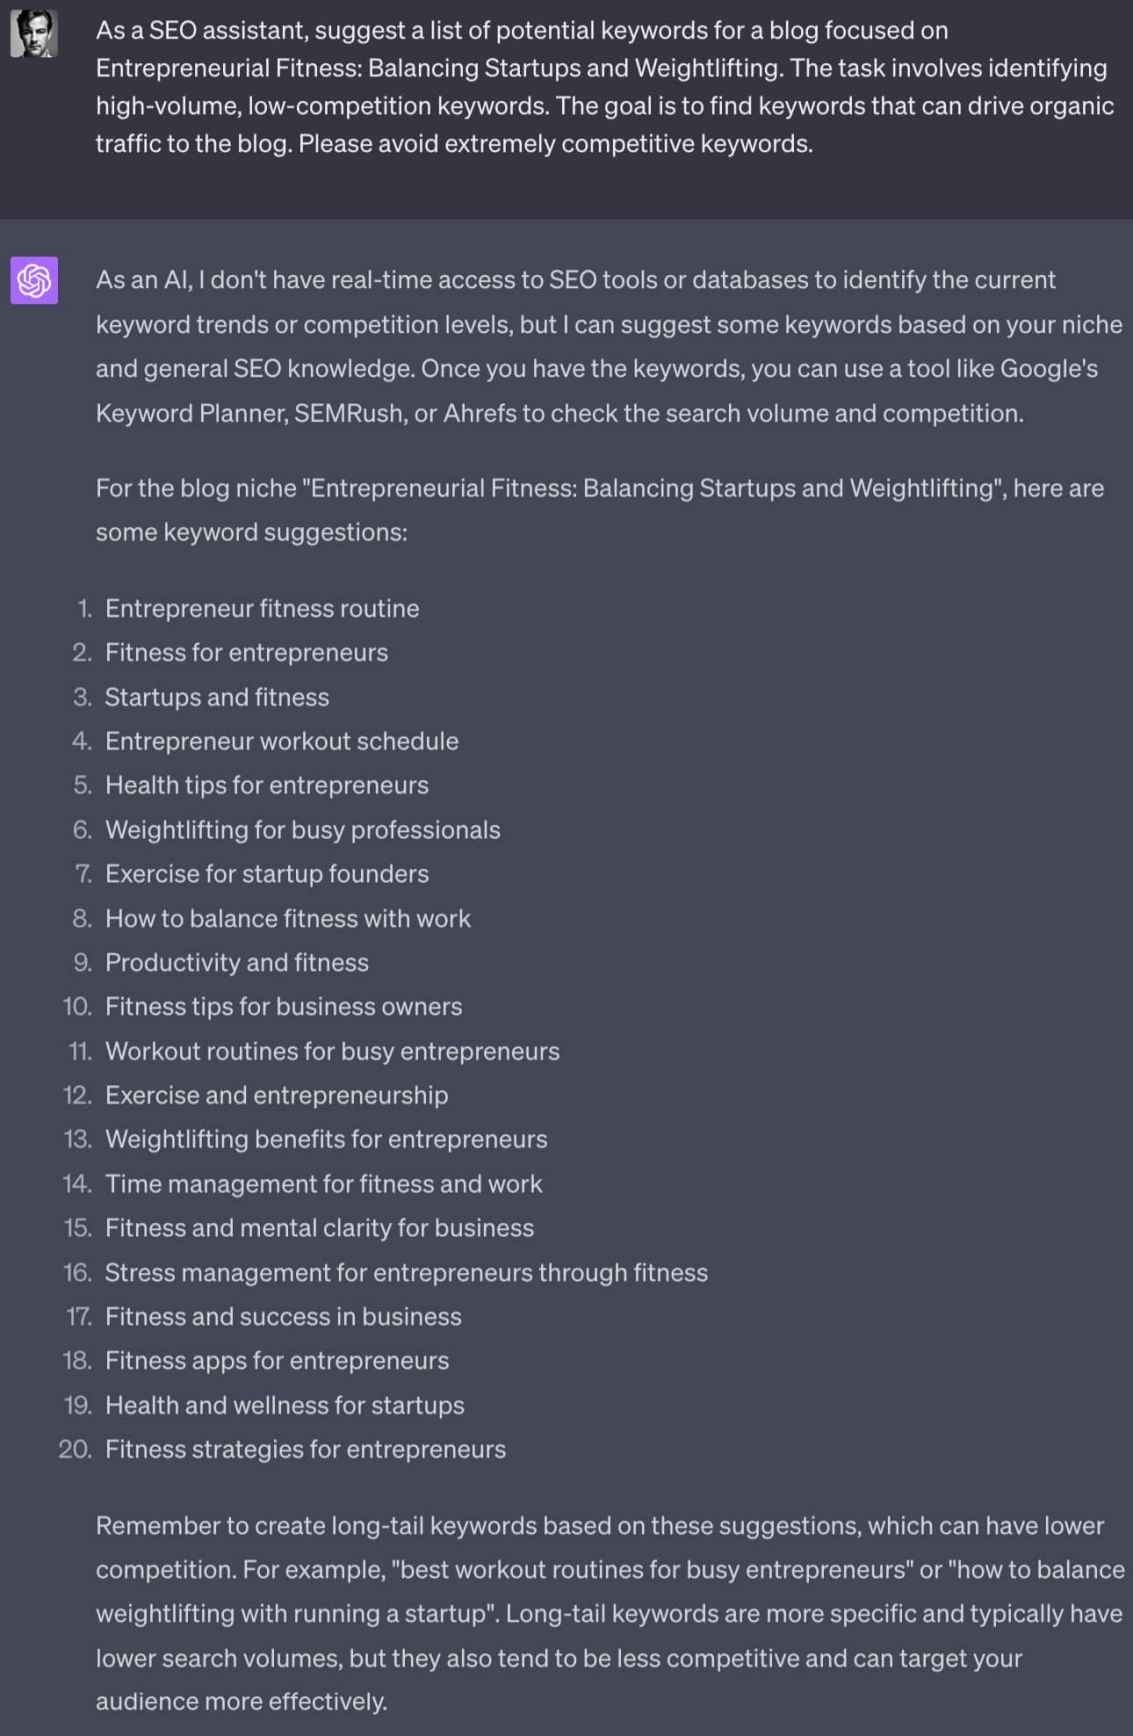 As a SEO assistant, suggest a list of potential keywords for a blog focused on
Entrepreneurial Fitness: Balancing Startups and Weightlifting. The task involves identifying
high-volume, low-competition keywords. The goal is to find keywords that can drive organic
traffic to the blog. Please avoid extremely competitive keywords.
As an AI, I don't have real-time access to SEO tools or databases to identify the current
keyword trends or competition levels, but I can suggest some keywords based on your niche
and general SEO knowledge. Once you have the keywords, you can use a tool like Google's
Keyword Planner, SEMRush, or Ahrefs to check the search volume and competition.
For the blog niche "Entrepreneurial Fitness: Balancing Startups and Weightlifting", here are
some keyword suggestions:
1. Entrepreneur fitness routine
2. Fitness for entrepreneurs
3. Startups and fitness
4. Entrepreneur workout schedule
5. Health tips for entrepreneurs
6. Weightlifting for busy professionals
7. Exercise for startup founders
8. How to balance fitness with work
9. Productivity and fitness
10. Fitness tips for business owners
11. Workout routines for busy entrepreneurs
12. Exercise and entrepreneurship
13. Weightlifting benefits for entrepreneurs
14. Time management for fitness and work
15. Fitness and mental clarity for business
16. Stress management for entrepreneurs through fitness
17. Fitness and success in business
18. Fitness apps for entrepreneurs
19. Health and wellness for startups
20. Fitness strategies for entrepreneurs
Remember to create long-tail keywords based on these suggestions, which can have lower
competition. For example, "best workout routines for busy entrepreneurs" or "how to balance
weightlifting with running a startup". Long-tail keywords are more specific and typically have
lower search volumes, but they also tend to be less competitive and can target your
audience more effectively.